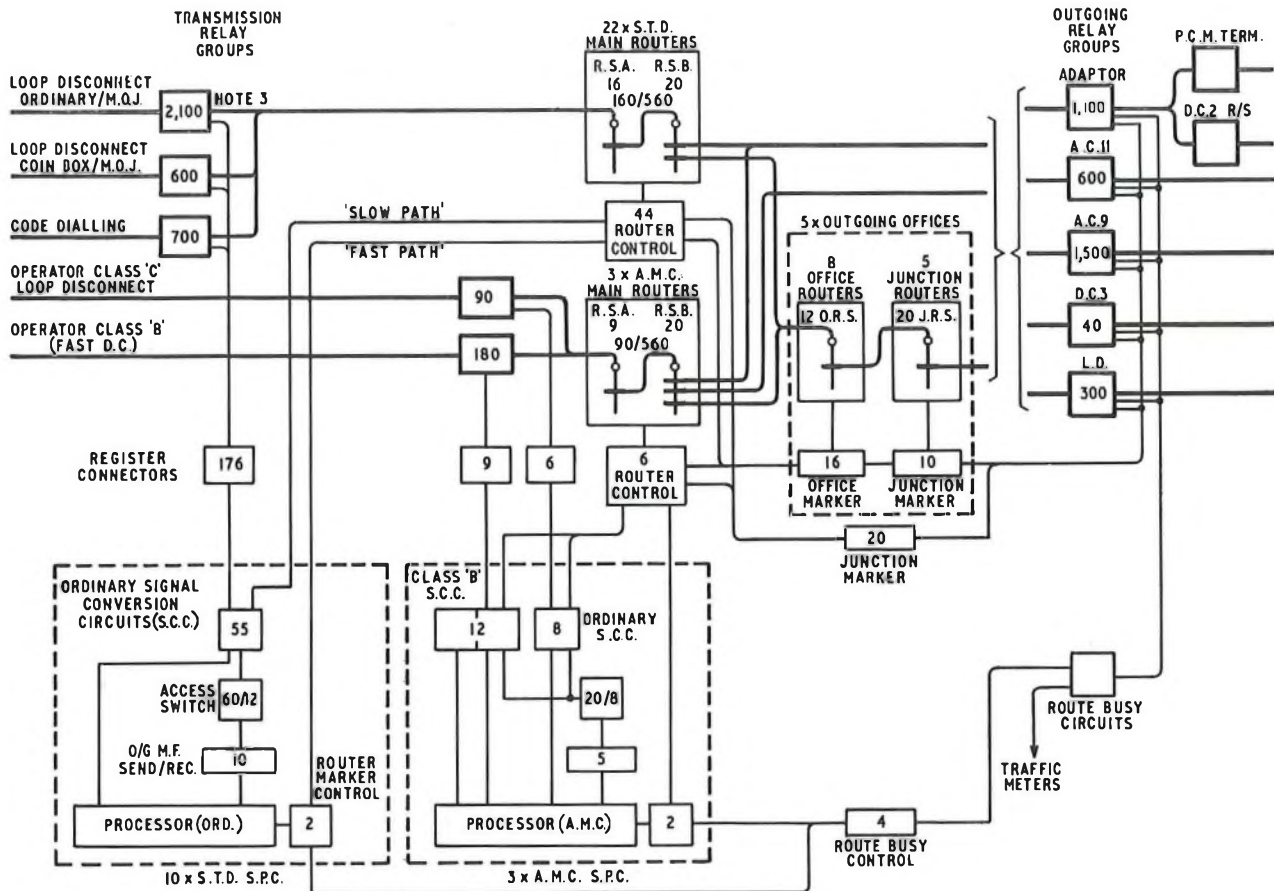 TRANSMISSION
RELAY
GROUPS
22 x S.T.D.
MAIN ROUTERS
R.S.A. R.S.B.
16 20
160/560
OUTGOING
RELAY
GROUPS
P.C.M. TERM.
ADAPTOR
1,100
D.C.2 R/S
LOOP DISCONNECT
ORDINARY/M.O.J.
2,100
NOTE 3
LOOP DISCONNECT
COIN BOX/M.O.J.
600
A.C.11
600
CODE DIALLING
700
'SLOW PATH'
'FAST PATH'
44
ROUTER
CONTROL
5 x OUTGOING OFFICES
A.C.9
1,500
OPERATOR CLASS 'C'
LOOP DISCONNECT
90
3 x A.M.C.
MAIN ROUTERS
R.S.A. R.S.B.
9 20
90/560
8
OFFICE
ROUTERS
12 O.R.S.
5
JUNCTION
ROUTERS
20 J.R.S.
D.C.3
40
OPERATOR CLASS 'B'
(FAST D.C.)
180
L.D.
300
REGISTER
CONNECTORS
176
9
6
6
ROUTER
CONTROL
16
OFFICE
MARKER
10
JUNCTION
MARKER
20
JUNCTION
MARKER
ORDINARY SIGNAL
CONVERSION
CIRCUITS (S.C.C.)
55
CLASS 'B'
S.C.C.
12
8
ORDINARY
S.C.C.
ACCESS
SWITCH
60/12
20/8
O/G M.F.
SEND/REC.
10
5
ROUTER
MARKER
CONTROL
ROUTE BUSY
CIRCUITS
TRAFFIC
METERS
PROCESSOR (ORD.)
2
PROCESSOR (A.M.C.)
2
4
ROUTE BUSY
CONTROL
10 x S.T.D. S.P.C.
3 x A.M.C. S.P.C.